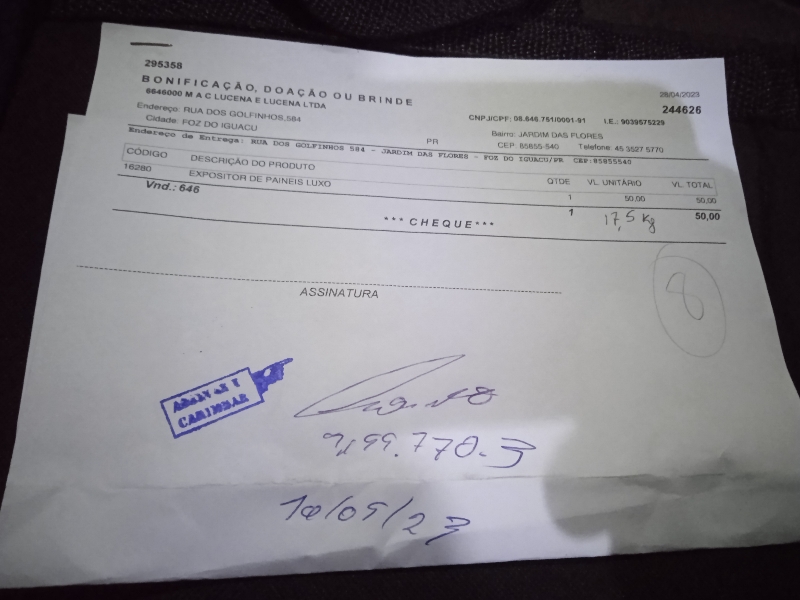 295358
BONIFICAÇÃO, DOAÇÃO OU BRINDE
28/04/2023
6646000 M A C LUCENA E LUCENA LTDA
244626
Endereço: RUA DOS GOLFINHOS,584
CNPJ/CPF: 08.646.751/0001-91 I.E.: 9039575229
Cidade: FOZ DO IGUACU
PR
Bairro: JARDIM DAS FLORES
CEP: 85855-540 Telefone: 45 3527 5770
Endereco de Entrega: RUA DOS GOLFINHOS 584 - JARDIM DAS FLORES - FOZ DO IGUACO/PR CEP:85855540
CÓDIGO DESCRIÇÃO DO PRODUTO QTDE VL. UNITÁRIO VL. TOTAL
16280 EXPOSITOR DE PAINEIS LUXO 1 50,00 50,00
Vnd.: 646 1 50,00
17,5 Kg
*** CHEQUE***
8
ASSINATURA
CARIMBAR
9,199.770-3
10/05/23